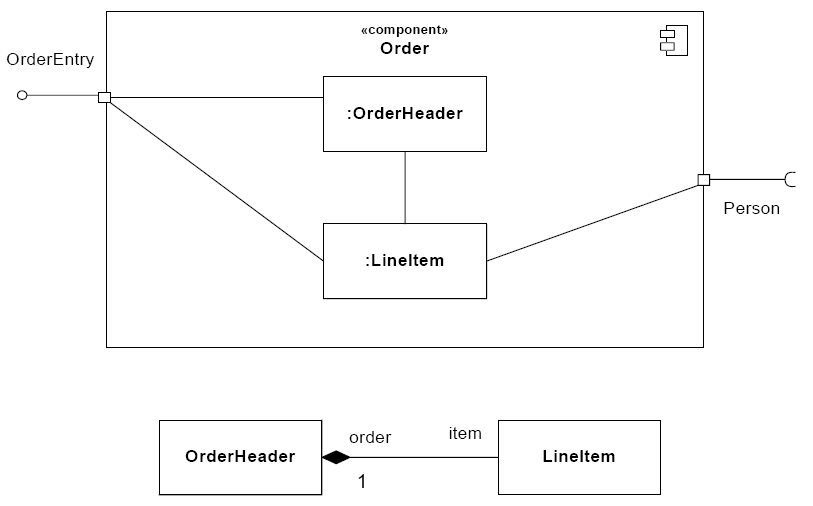 «component»
Order
OrderEntry
:OrderHeader
Person
:LineItem
order
item
OrderHeader
LineItem
1